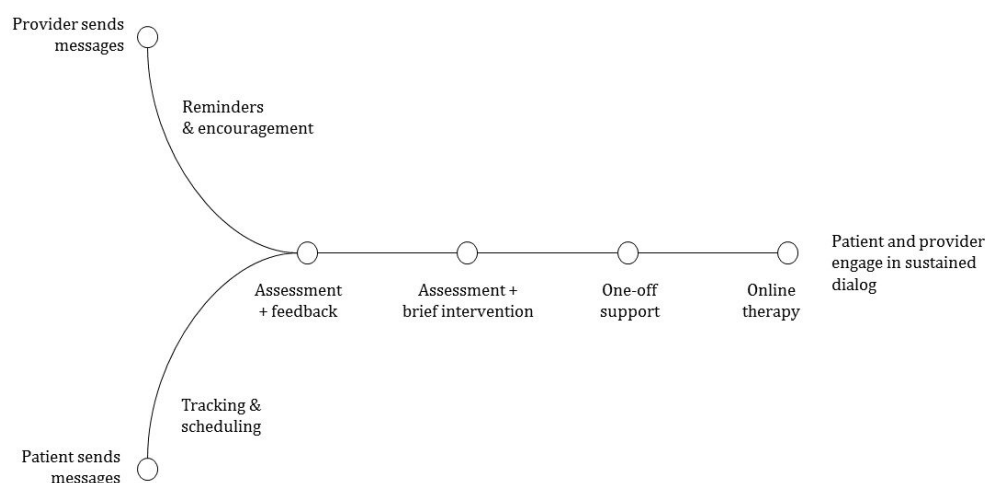 Provider sends
messages
Reminders
& encouragement
Assessment
+ feedback
Assessment +
brief intervention
One-off
support
Online
therapy
Patient and provider
engage in sustained
dialog
Tracking &
scheduling
Patient sends
messages